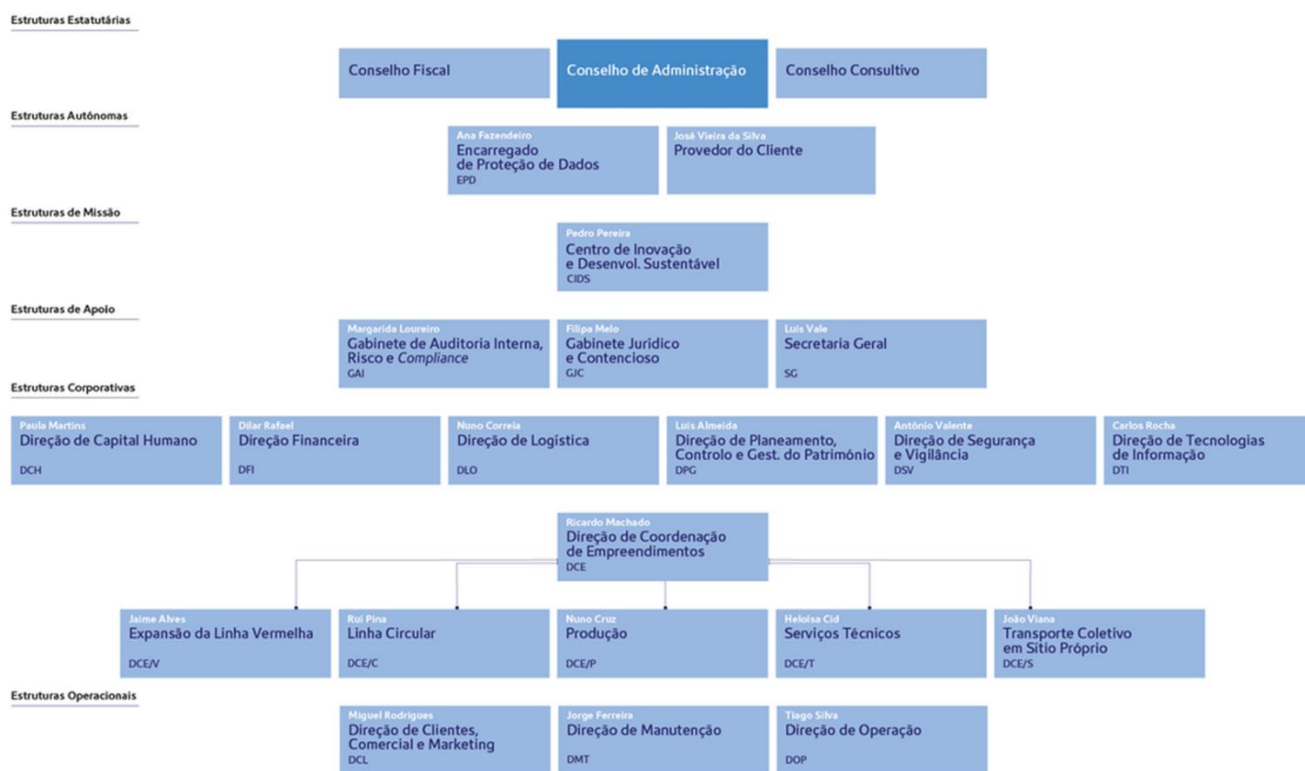 Estruturas Estatutárias
Conselho Fiscal
Conselho de Administração
Conselho Consultivo
Estruturas Autónomas
Ana Fazendeiro
Encarregado
de Proteção de Dados
EPD
José Vieira da Silva
Provedor do Cliente
Estruturas de Missão
Pedro Pereira
Centro de Inovação
e Desenvol. Sustentável
CIDS
Estruturas de Apoio
Margarida Loureiro
Gabinete de Auditoria Interna,
Risco e Compliance
GAI
Filipa Melo
Gabinete Jurídico
e Contencioso
GJC
Luis Vale
Secretaria Geral
SG
Estruturas Corporativas
Paula Martins
Direção de Capital Humano
DCH
Dilar Rafael
Direção Financeira
DFI
Nuno Correia
Direção de Logística
DLO
Luis Almeida
Direção de Planeamento,
Controlo e Gest. do Património
DPG
António Valente
Direção de Segurança
e Vigilância
DSV
Carlos Rocha
Direção de Tecnologias
de Informação
DTI
Ricardo Machado
Direção de Coordenação
de Empreendimentos
DCE
Jaime Alves
Expansão da Linha Vermelha
DCE/V
Rui Pina
Linha Circular
DCE/C
Nuno Cruz
Produção
DCE/P
Heloisa Cid
Serviços Técnicos
DCE/T
João Viana
Transporte Coletivo
em Sítio Próprio
DCE/S
Estruturas Operacionais
Miguel Rodrigues
Direção de Clientes,
Comercial e Marketing
DCL
Jorge Ferreira
Direção de Manutenção
DMT
Tiago Silva
Direção de Operação
DOP